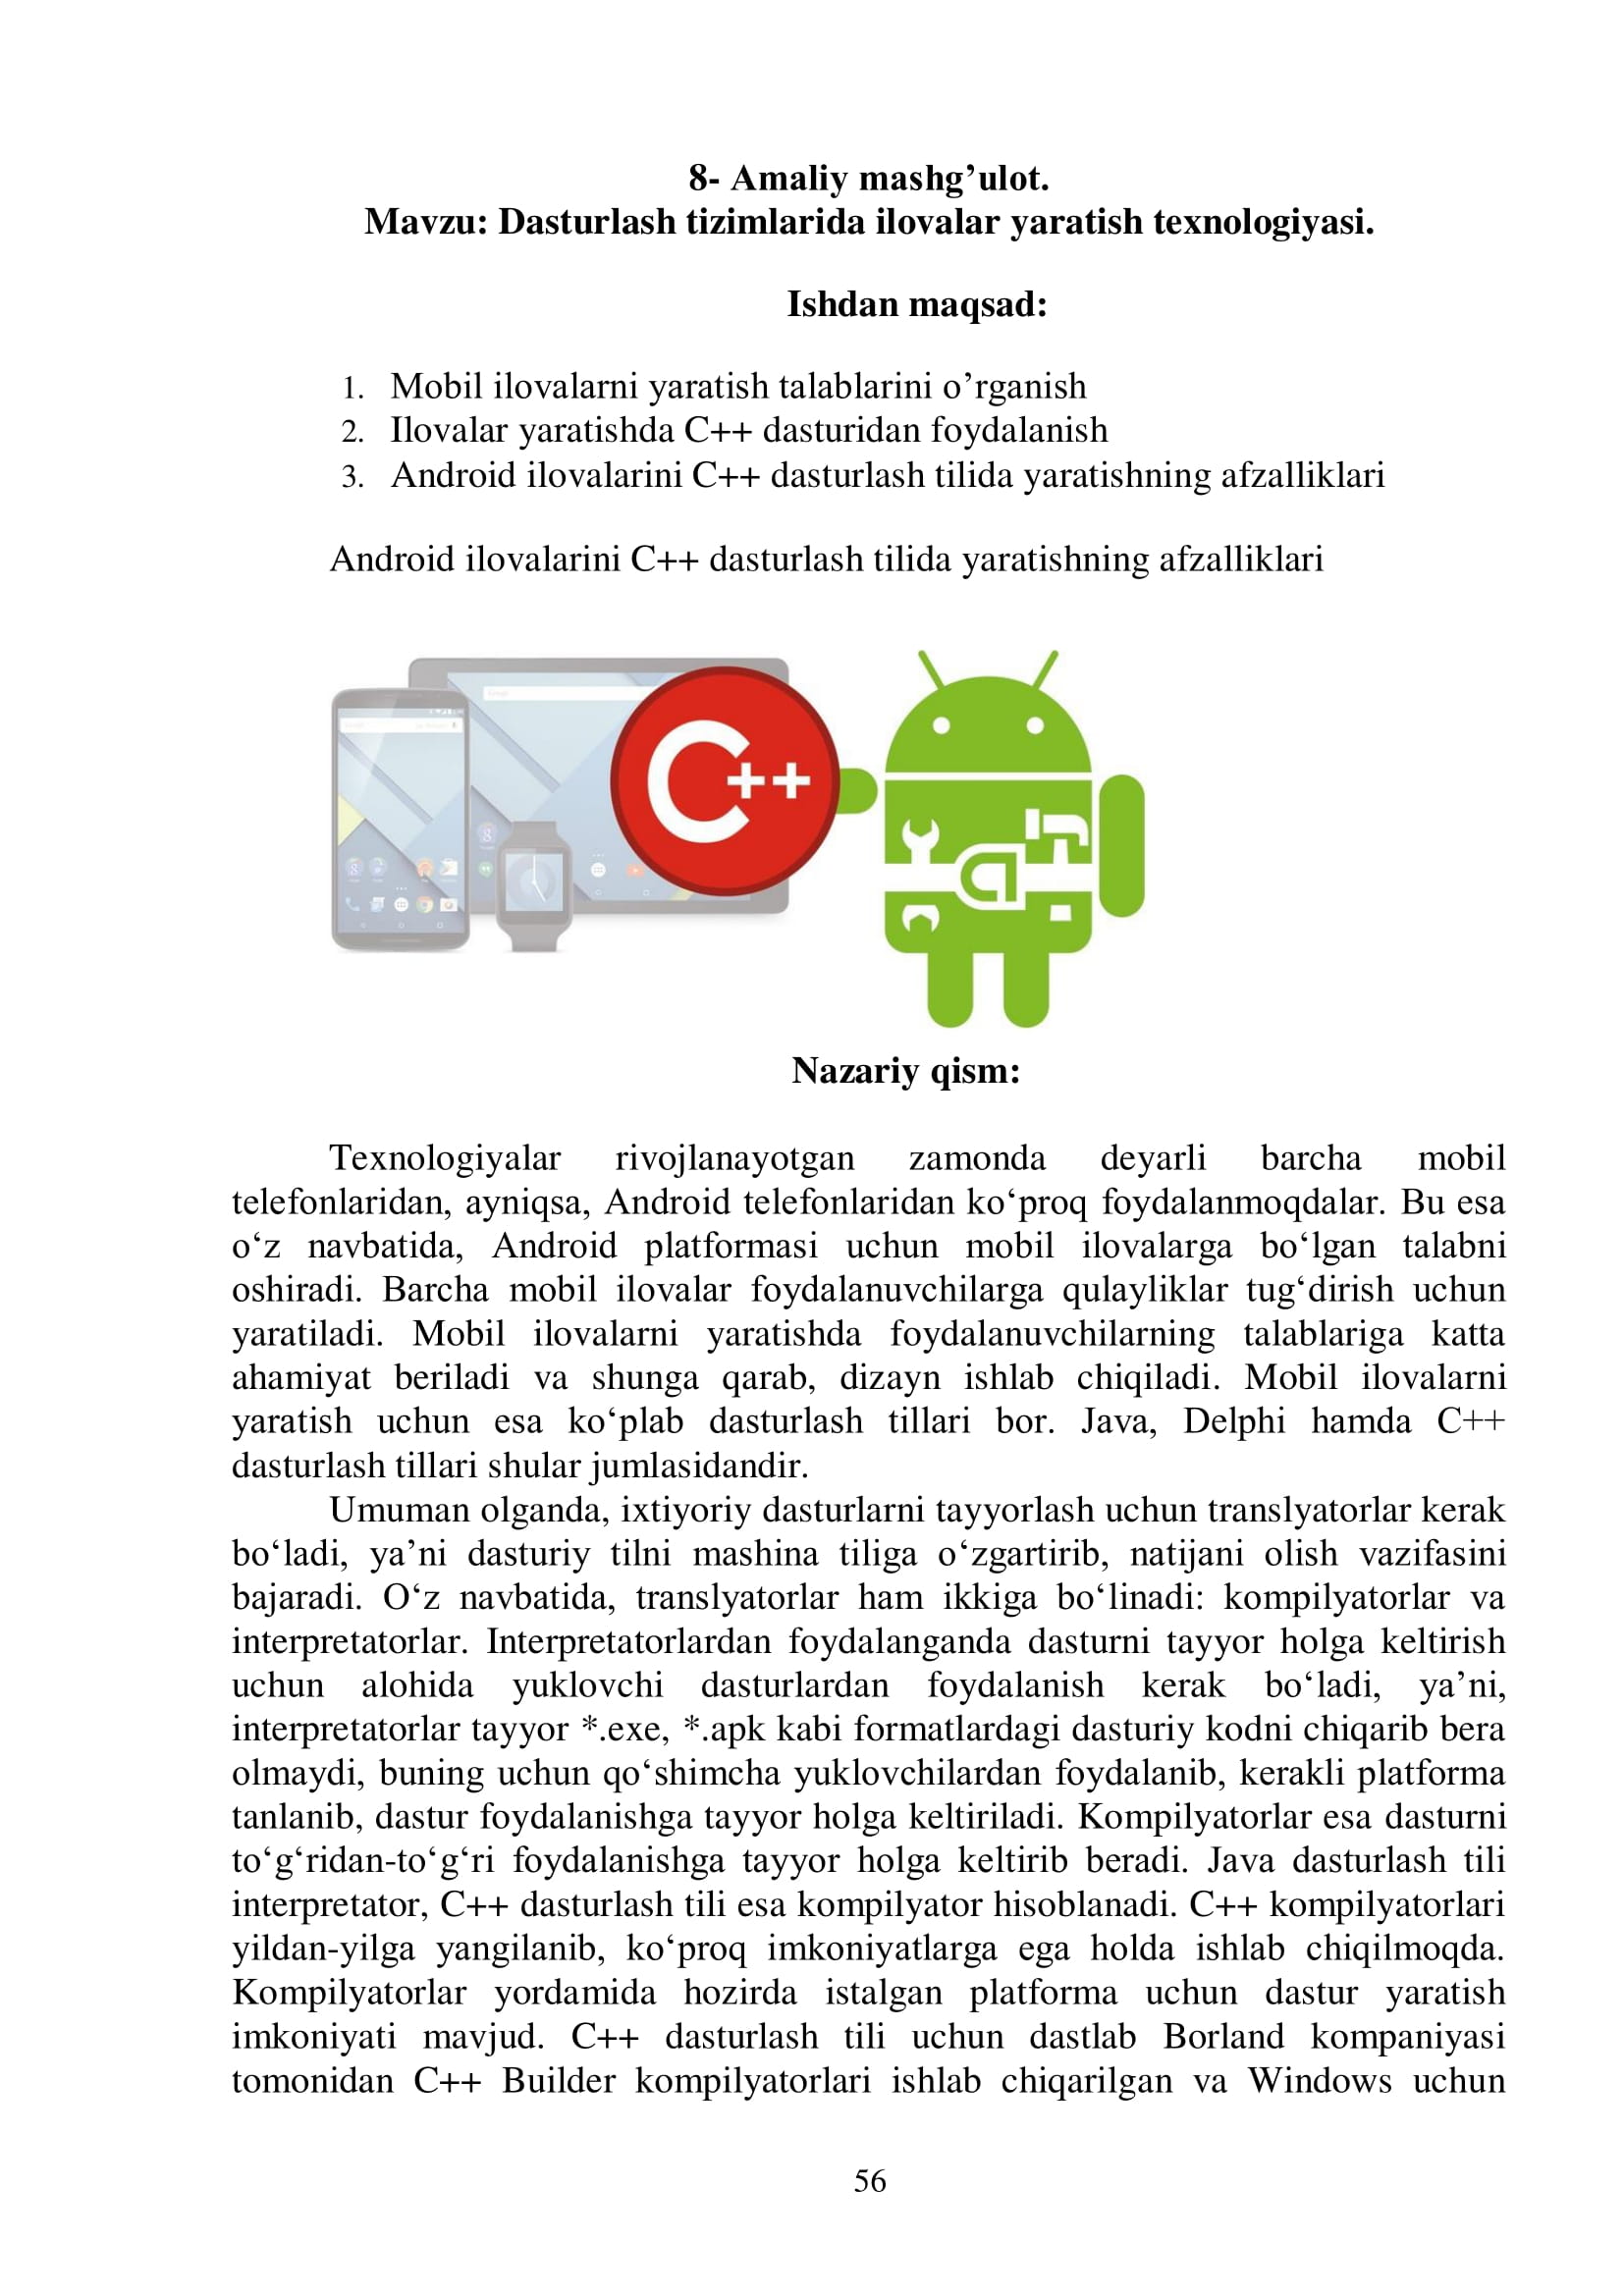 8- Amaliy mashg’ulot.
Mavzu: Dasturlash tizimlarida ilovalar yaratish texnologiyasi.
Ishdan maqsad:
1. Mobil ilovalarni yaratish talablarini o’rganish
2. Ilovalar yaratishda C++ dasturidan foydalanish
3. Android ilovalarini C++ dasturlash tilida yaratishning afzalliklari
Android ilovalarini C++ dasturlash tilida yaratishning afzalliklari
C++
Nazariy qism:
Texnologiyalar rivojlanayotgan zamonda deyarli barcha mobil
telefonlaridan, ayniqsa, Android telefonlaridan ko‘proq foydalanmoqdalar. Bu esa
o‘z navbatida, Android platformasi uchun mobil ilovalarga bo‘lgan talabni
oshiradi. Barcha mobil ilovalar foydalanuvchilarga qulayliklar tug‘dirish uchun
yaratiladi. Mobil ilovalarni yaratishda foydalanuvchilarning talablariga katta
ahamiyat beriladi va shunga qarab, dizayn ishlab chiqiladi. Mobil ilovalarni
yaratish uchun esa ko‘plab dasturlash tillari bor. Java, Delphi hamda C++
dasturlash tillari shular jumlasidandir.
Umuman olganda, ixtiyoriy dasturlarni tayyorlash uchun translyatorlar kerak
bo‘ladi, ya’ni dasturiy tilni mashina tiliga o‘zgartirib, natijani olish vazifasini
bajaradi. O‘z navbatida, translyatorlar ham ikkiga bo‘linadi: kompilyatorlar va
interpretatorlar. Interpretatorlardan foydalanganda dasturni tayyor holga keltirish
uchun alohida yuklovchi dasturlardan foydalanish kerak bo‘ladi, ya’ni,
interpretatorlar tayyor *.exe, *.apk kabi formatlardagi dasturiy kodni chiqarib bera
olmaydi, buning uchun qo‘shimcha yuklovchilardan foydalanib, kerakli platforma
tanlanib, dastur foydalanishga tayyor holga keltiriladi. Kompilyatorlar esa dasturni
to‘g‘ridan-to‘g‘ri foydalanishga tayyor holga keltirib beradi. Java dasturlash tili
interpretator, C++ dasturlash tili esa kompilyator hisoblanadi. C++ kompilyatorlari
yildan-yilga yangilanib, ko‘proq imkoniyatlarga ega holda ishlab chiqilmoqda.
Kompilyatorlar yordamida hozirda istalgan platforma uchun dastur yaratish
imkoniyati mavjud. C++ dasturlash tili uchun dastlab Borland kompaniyasi
tomonidan C++ Builder kompilyatorlari ishlab chiqarilgan va Windows uchun
56